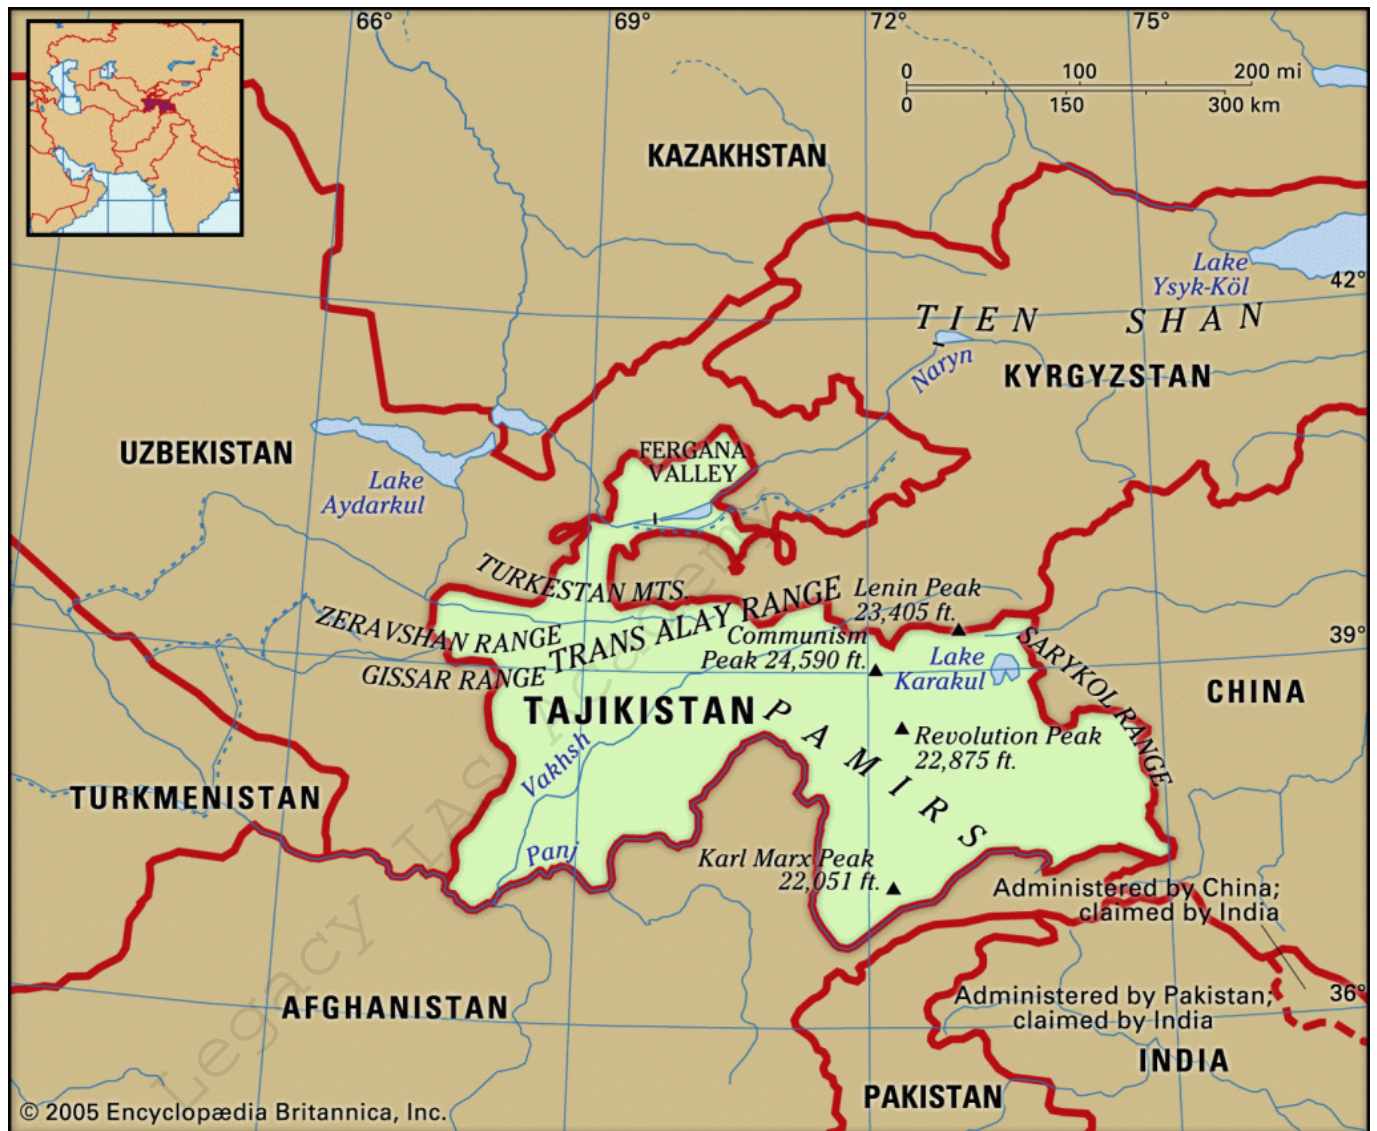 66°
69°
72°
75°
0 100 200 mi
0 150 300 km
KAZAKHSTAN
Lake
Ysyk-Köl
42°
TIEN SHAN
Naryn
KYRGYZSTAN
UZBEKISTAN
FERGANA
VALLEY
Lake
Aydarkul
TURKESTAN MTS.
ZERAVSHAN RANGE
TRANS ALAY RANGE
GISSAR RANGE
Lenin Peak
23,405 ft.
Communism
Peak 24,590 ft.
Lake
Karakul
SARYKOL RANGE
39°
CHINA
TAJIKISTAN
PAMIRS
Revolution Peak
22,875 ft.
Vakhsh
TURKMENISTAN
Panj
Karl Marx Peak
22,051 ft.
Administered by China;
claimed by India
Administered by Pakistan;
claimed by India
36°
AFGHANISTAN
INDIA
PAKISTAN
Legacy IAS Academy
© 2005 Encyclopædia Britannica, Inc.